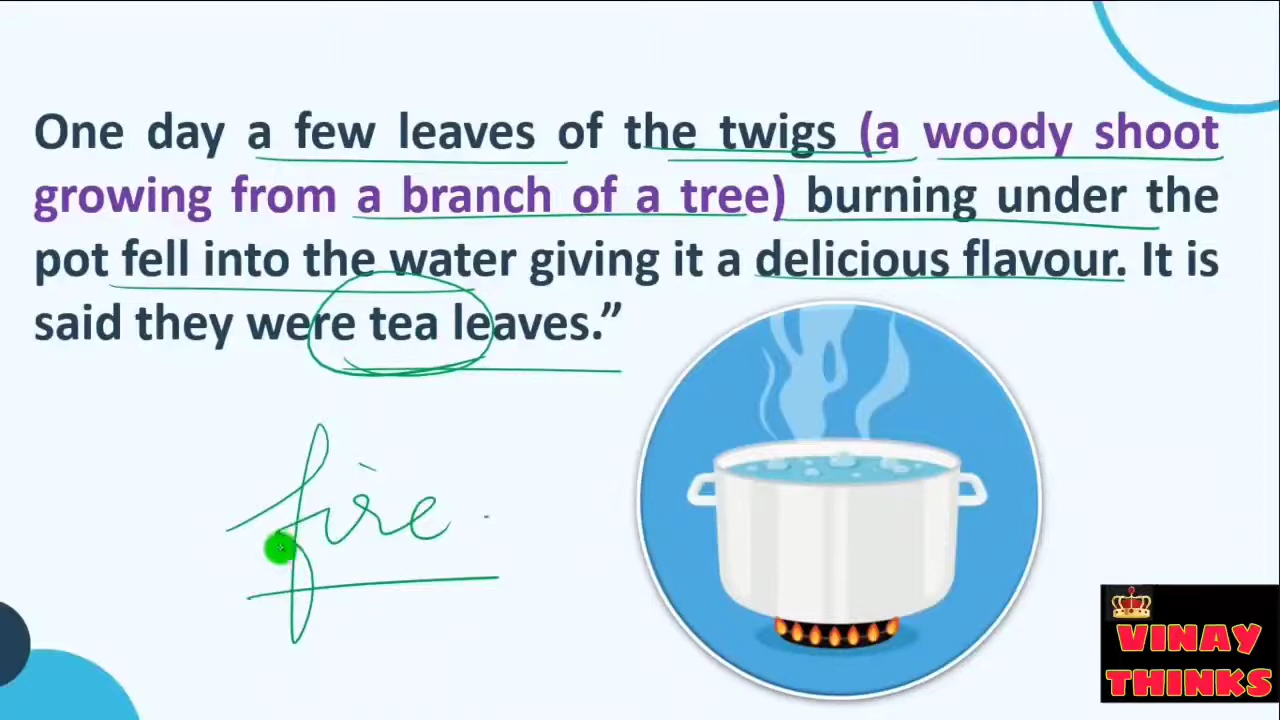 One day a few leaves of the twigs (a woody shoot
growing from a branch of a tree) burning under the
pot fell into the water giving it a delicious flavour. It is
said they were tea leaves.”
fire
VINAY
THINKS